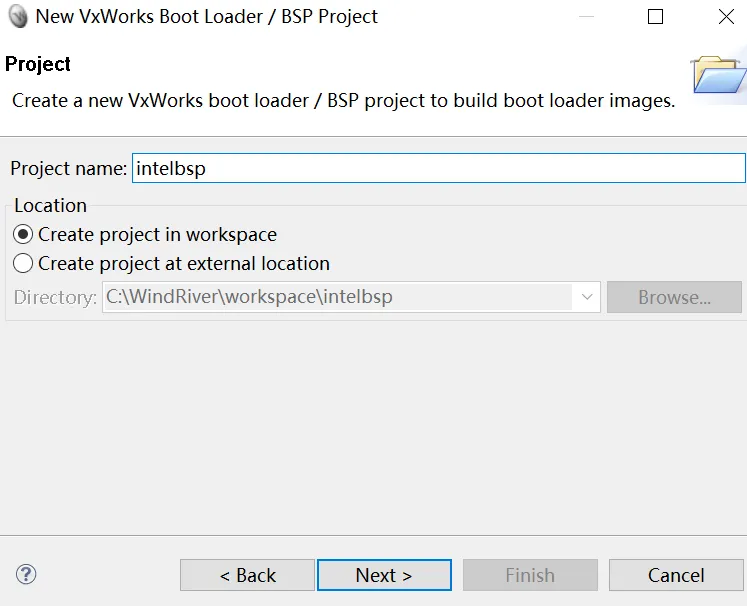 New VxWorks Boot Loader / BSP Project
Project
Create a new VxWorks boot loader / BSP project to build boot loader images.
Project name: intelbsp
Location
Create project in workspace
Create project at external location
Directory: C:\WindRiver\workspace\intelbsp Browse...
? < Back Next > Finish Cancel